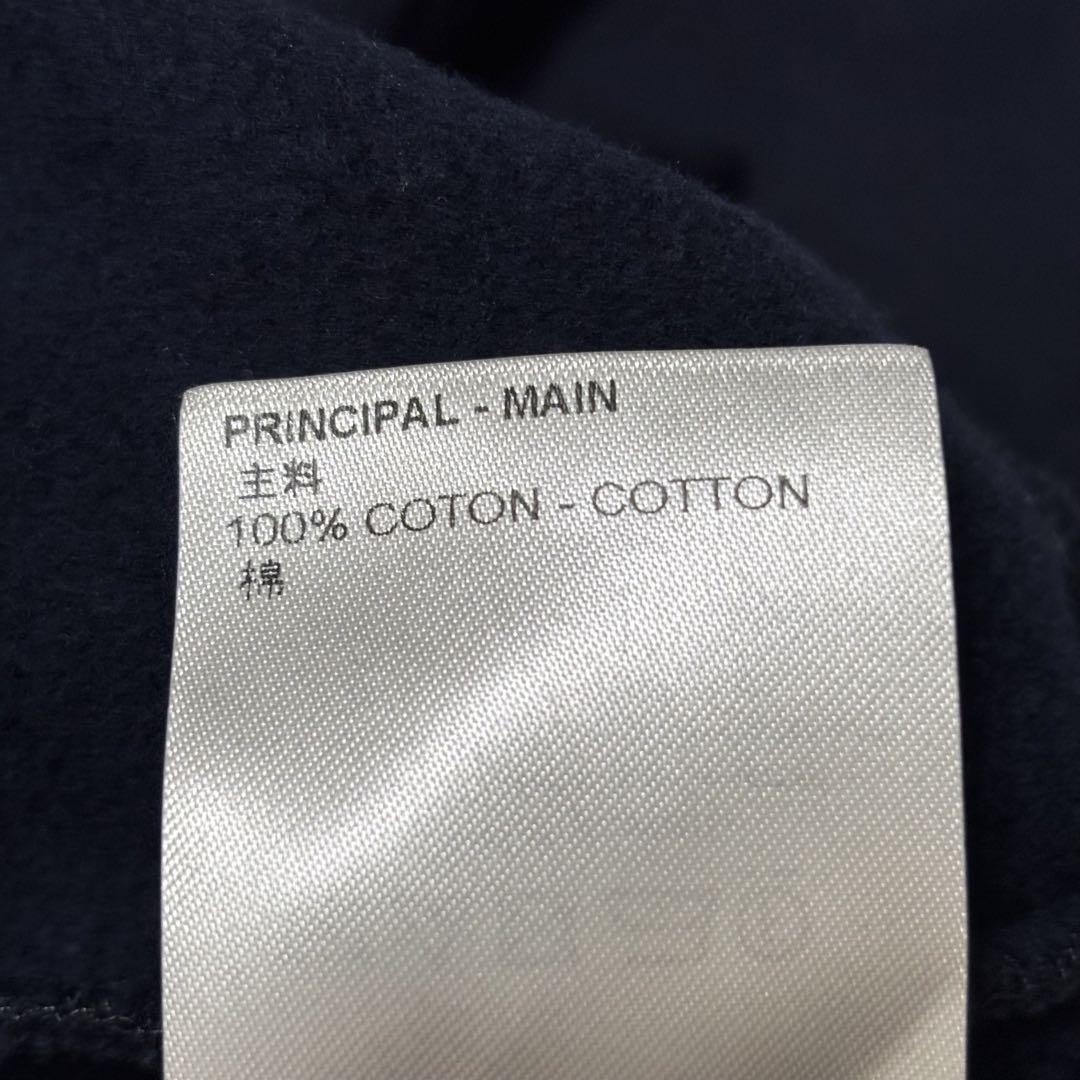 PRINCIPAL - MAIN
主料
100% COTON - COTTON
棉